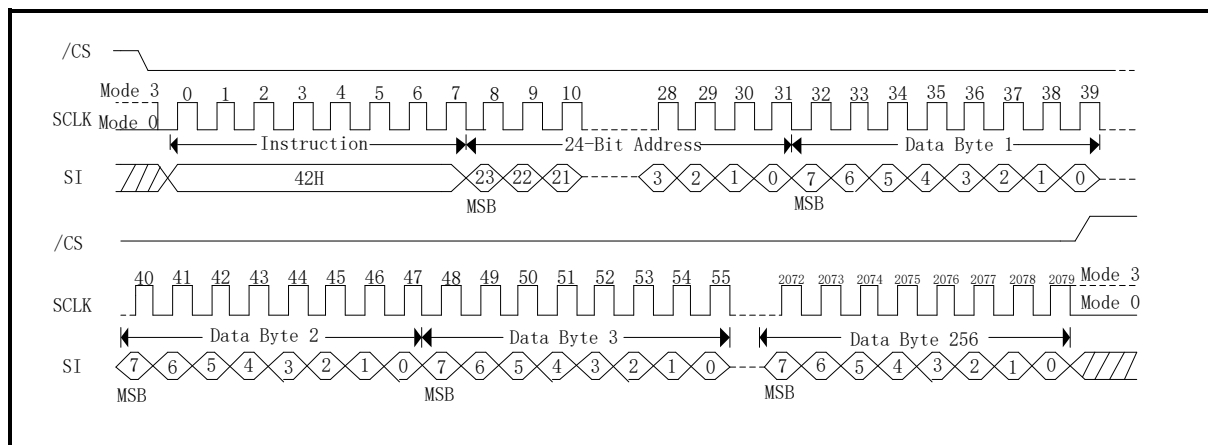 /CS
Mode 3
0 1 2 3 4 5 6 7 8 9 10 28 29 30 31 32 33 34 35 36 37 38 39
SCLK
Mode 0
Instruction 24-Bit Address Data Byte 1
SI 42H 23 22 21 3 2 1 0 7 6 5 4 3 2 1 0
MSB MSB
/CS
40 41 42 43 44 45 46 47 48 49 50 51 52 53 54 55 2072 2073 2074 2075 2076 2077 2078 2079 Mode 3
SCLK Mode 0
Data Byte 2 Data Byte 3 Data Byte 256
SI 7 6 5 4 3 2 1 0 7 6 5 4 3 2 1 0 7 6 5 4 3 2 1 0
MSB MSB MSB